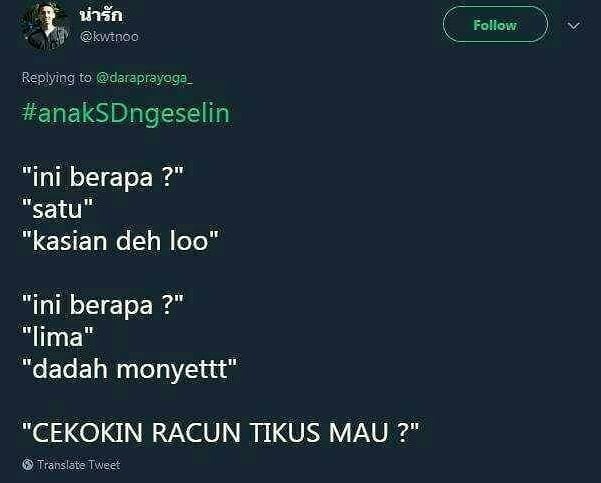 น่ารัก
@kwtnoo
Follow
Replying to @daraprayoga_
#anakSDngeselin
"ini berapa ?"
"satu"
"kasian deh loo"
"ini berapa ?"
"lima"
"dadah monyettt"
"CEKOKIN RACUN TIKUS MAU ?"
Translate Tweet